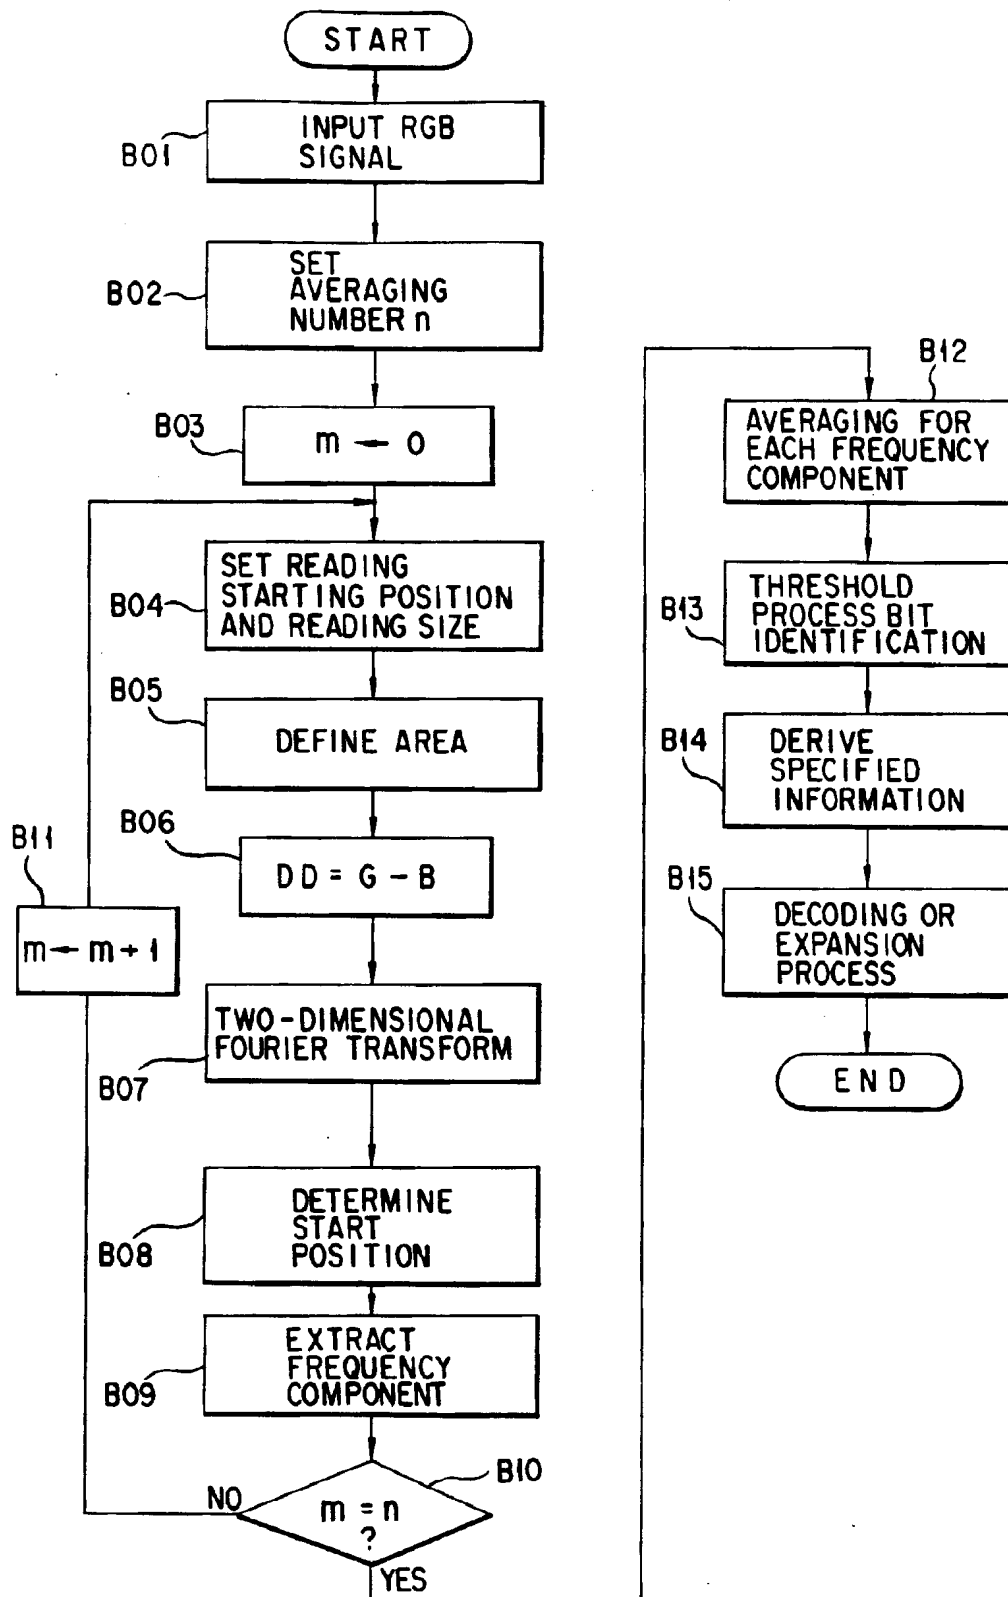 START
B01
INPUT RGB
SIGNAL
B02
SET
AVERAGING
NUMBER n
B03
m ← 0
B04
SET READING
STARTING POSITION
AND READING SIZE
B05
DEFINE AREA
B06
DD = G - B
B11
m ← m + 1
B07
TWO-DIMENSIONAL
FOURIER TRANSFORM
B08
DETERMINE
START
POSITION
B09
EXTRACT
FREQUENCY
COMPONENT
B10
m = n
?
NO
YES
B12
AVERAGING FOR
EACH FREQUENCY
COMPONENT
B13
THRESHOLD
PROCESS BIT
IDENTIFICATION
B14
DERIVE
SPECIFIED
INFORMATION
B15
DECODING OR
EXPANSION
PROCESS
END